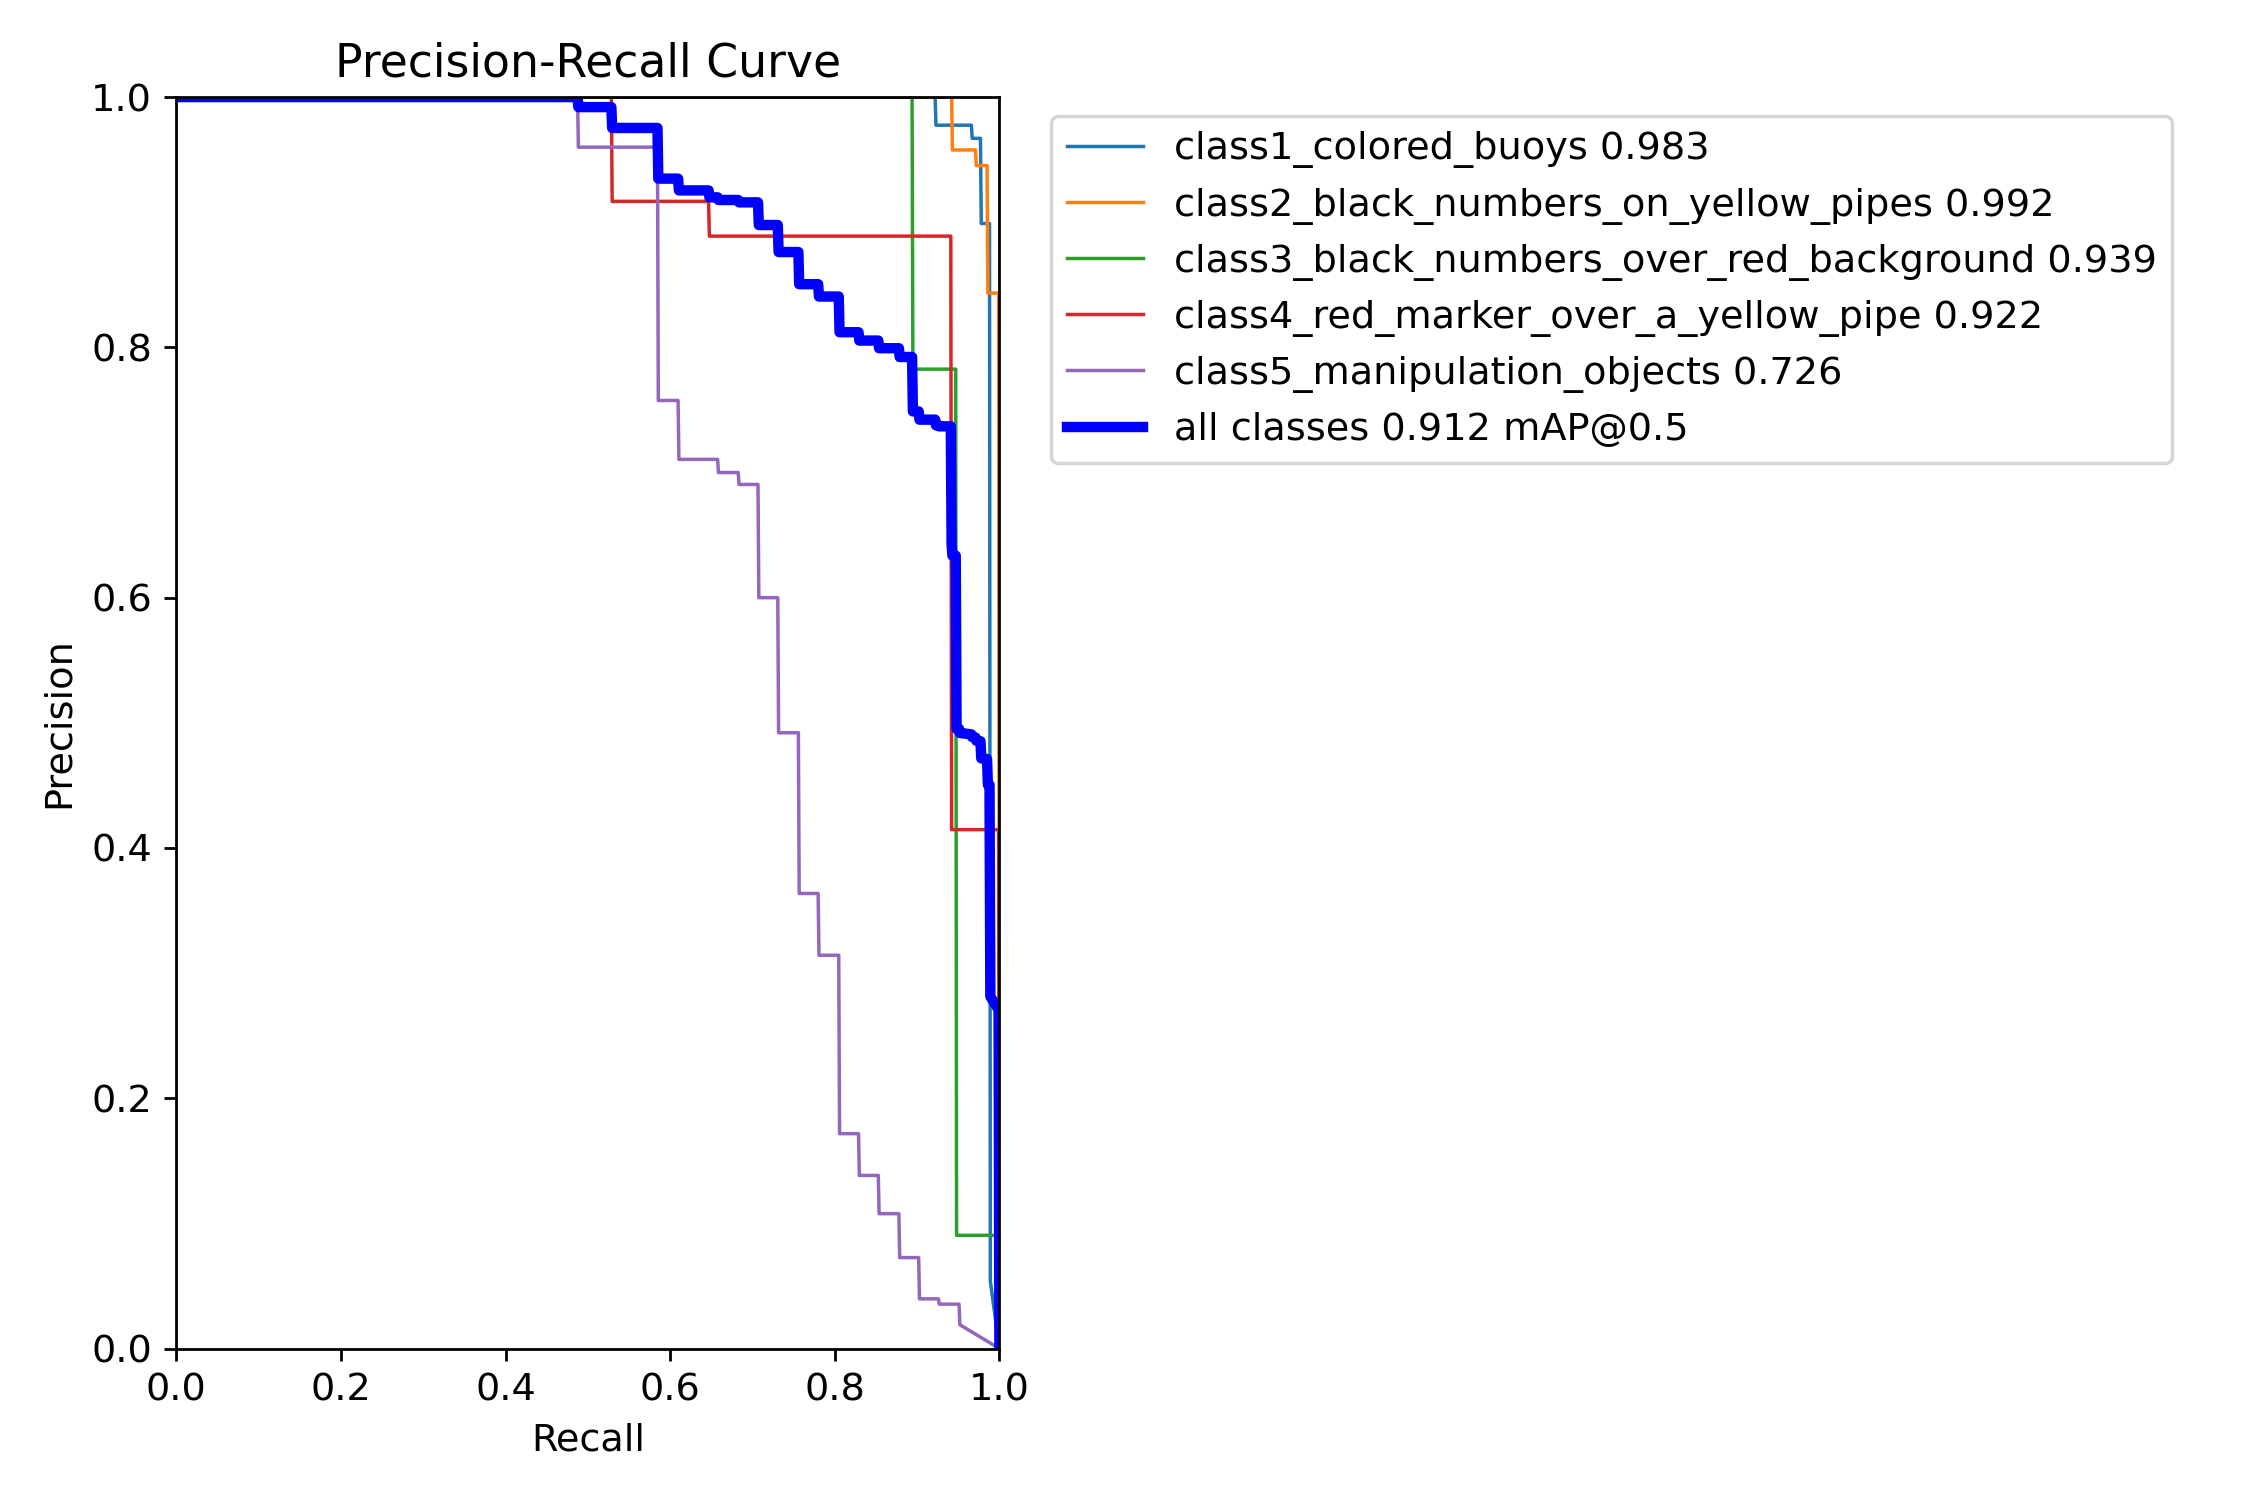 Precision-Recall Curve
1.0
0.8
0.6
0.4
0.2
0.0
Precision
0.0 0.2 0.4 0.6 0.8 1.0
Recall
class1_colored_buoys 0.983
class2_black_numbers_on_yellow_pipes 0.992
class3_black_numbers_over_red_background 0.939
class4_red_marker_over_a_yellow_pipe 0.922
class5_manipulation_objects 0.726
all classes 0.912 mAP@0.5